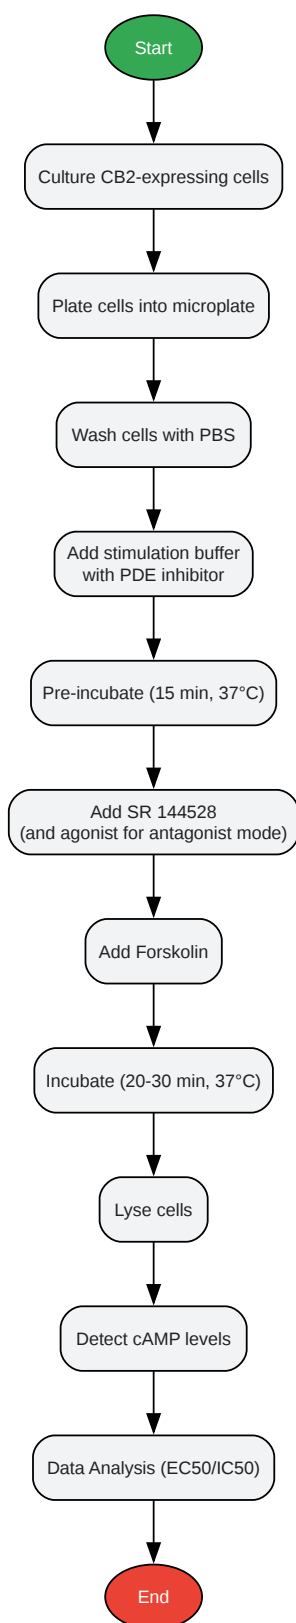 Start
Culture CB2-expressing cells
Plate cells into microplate
Wash cells with PBS
Add stimulation buffer
with PDE inhibitor
Pre-incubate (15 min, 37°C)
Add SR 144528
(and agonist for antagonist mode)
Add Forskolin
Incubate (20-30 min, 37°C)
Lyse cells
Detect cAMP levels
Data Analysis (EC50/IC50)
End